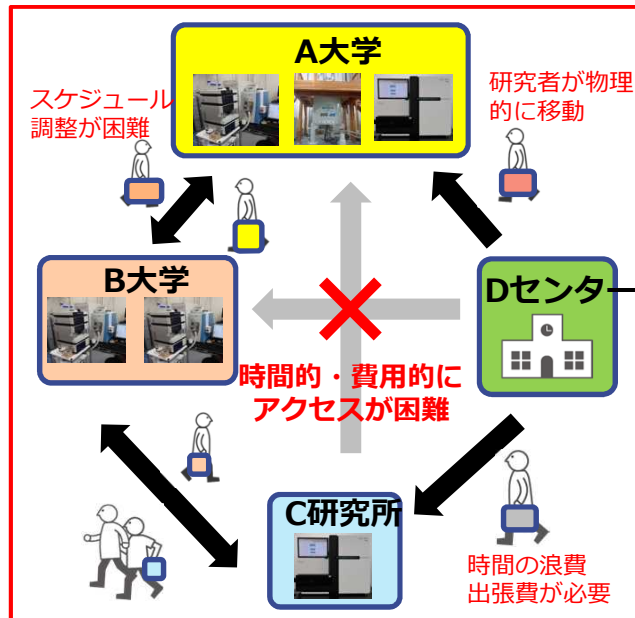 A大学
スケジュール
調整が困難
研究者が物理
的に移動
B大学
Dセンター
時間的・費用的に
アクセスが困難
C研究所
時間の浪費
出張費が必要